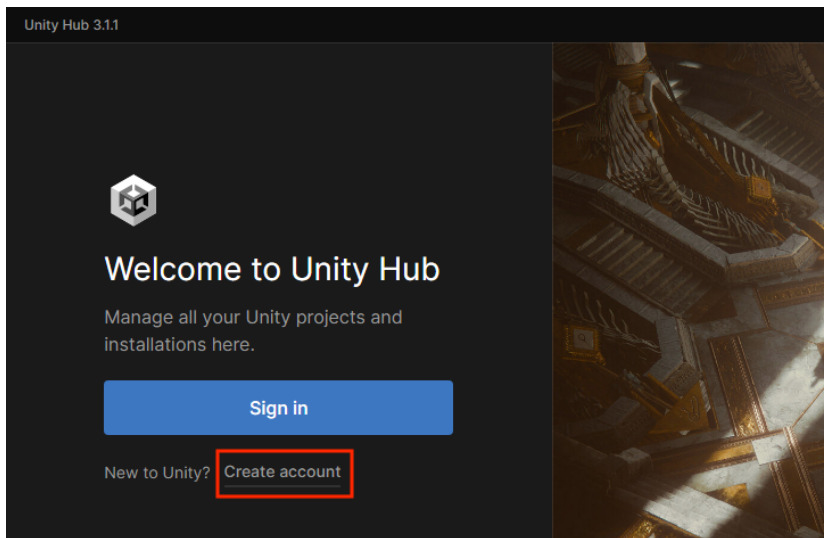 Unity Hub 3.1.1
Welcome to Unity Hub
Manage all your Unity projects and
installations here.
Sign in
New to Unity? Create account